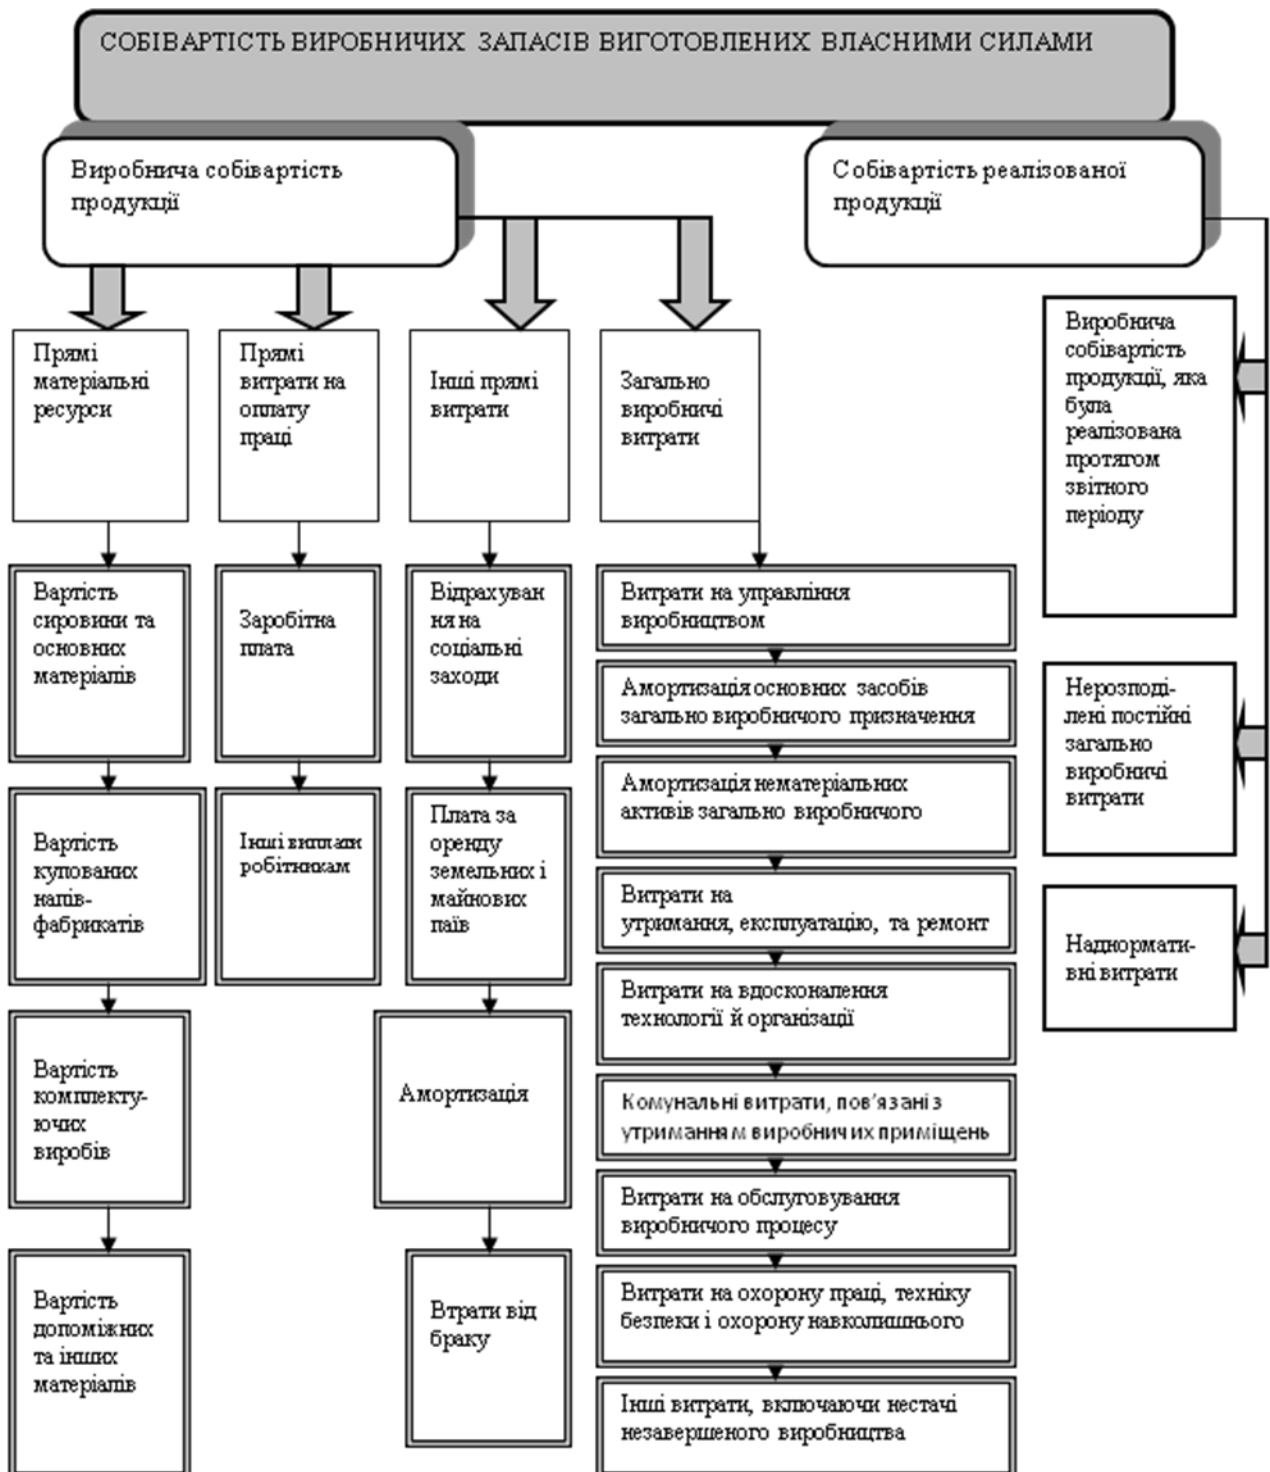 СОБІВАРТІСТЬ ВИРОБНИЧИХ ЗАПАСІВ ВИГОТОВЛЕНИХ ВЛАСНИМИ СИЛАМИ
Виробнича собівартість
продукції
Собівартість реалізованої
продукції
Прямі
матеріальні
ресурси
Прямі
витрати на
оплату
праці
Інші прямі
витрати
Загально
виробничі
витрати
Виробнича
собівартість
продукції, яка
була
реалізована
протягом
звітного
періоду
Вартість
сировини та
основних
матеріалів
Заробітна
плата
Відрахуван
ня на
соціальні
заходи
Витрати на управління
виробництвом
Амортизація основних засобів
загально виробничого призначення
Нерозподі-
лені постійні
загально
виробничі
витрати
Амортизація нематеріальних
активів загально виробничого
Вартість
купованих
напів-
фабрикатів
Інші виплати
робітникам
Плата за
оренду
земельних і
майнових
паїв
Витрати на
утримання, експлуатацію, та ремонт
Наднормати-
вні витрати
Витрати на вдосконалення
технології й організації
Вартість
комплекту-
ючих
виробів
Амортизація
Комунальні витрати, пов’язані з
утриманням виробничих приміщень
Витрати на обслуговування
виробничого процесу
Вартість
допоміжних
та інших
матеріалів
Втрати від
браку
Витрати на охорону праці, техніку
безпеки і охорону навколишнього
Інші витрати, включаючи нестачі
незавершеного виробництва